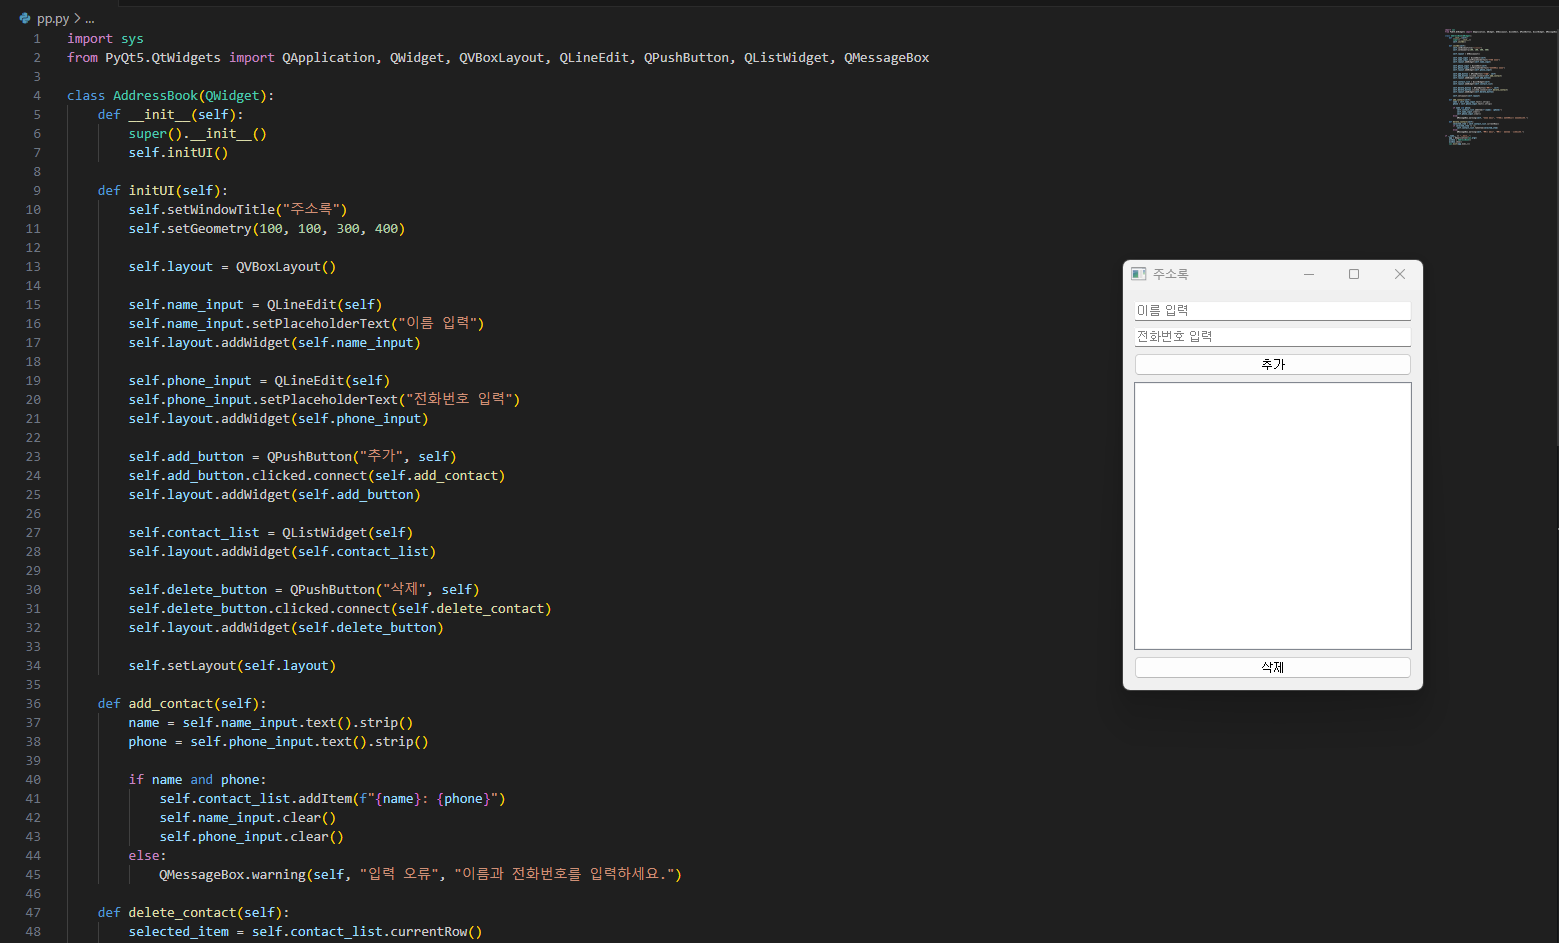 pp.py > ...
1 import sys
2 from PyQt5.QtWidgets import QApplication, QWidget, QVBoxLayout, QLineEdit, QPushButton, QListWidget, QMessageBox
3
4 class AddressBook(QWidget):
5     def __init__(self):
6         super().__init__()
7         self.initUI()
8
9     def initUI(self):
10         self.setWindowTitle("주소록")
11         self.setGeometry(100, 100, 300, 400)
12
13         self.layout = QVBoxLayout()
14
15         self.name_input = QLineEdit(self)
16         self.name_input.setPlaceholderText("이름 입력")
17         self.layout.addWidget(self.name_input)
18
19         self.phone_input = QLineEdit(self)
20         self.phone_input.setPlaceholderText("전화번호 입력")
21         self.layout.addWidget(self.phone_input)
22
23         self.add_button = QPushButton("추가", self)
24         self.add_button.clicked.connect(self.add_contact)
25         self.layout.addWidget(self.add_button)
26
27         self.contact_list = QListWidget(self)
28         self.layout.addWidget(self.contact_list)
29
30         self.delete_button = QPushButton("삭제", self)
31         self.delete_button.clicked.connect(self.delete_contact)
32         self.layout.addWidget(self.delete_button)
33
34         self.setLayout(self.layout)
35
36     def add_contact(self):
37         name = self.name_input.text().strip()
38         phone = self.phone_input.text().strip()
39
40         if name and phone:
41             self.contact_list.addItem(f"{name}: {phone}")
42             self.name_input.clear()
43             self.phone_input.clear()
44         else:
45             QMessageBox.warning(self, "입력 오류", "이름과 전화번호를 입력하세요.")
46
47     def delete_contact(self):
48         selected_item = self.contact_list.currentRow()
주소록
이름 입력
전화번호 입력
추가
삭제